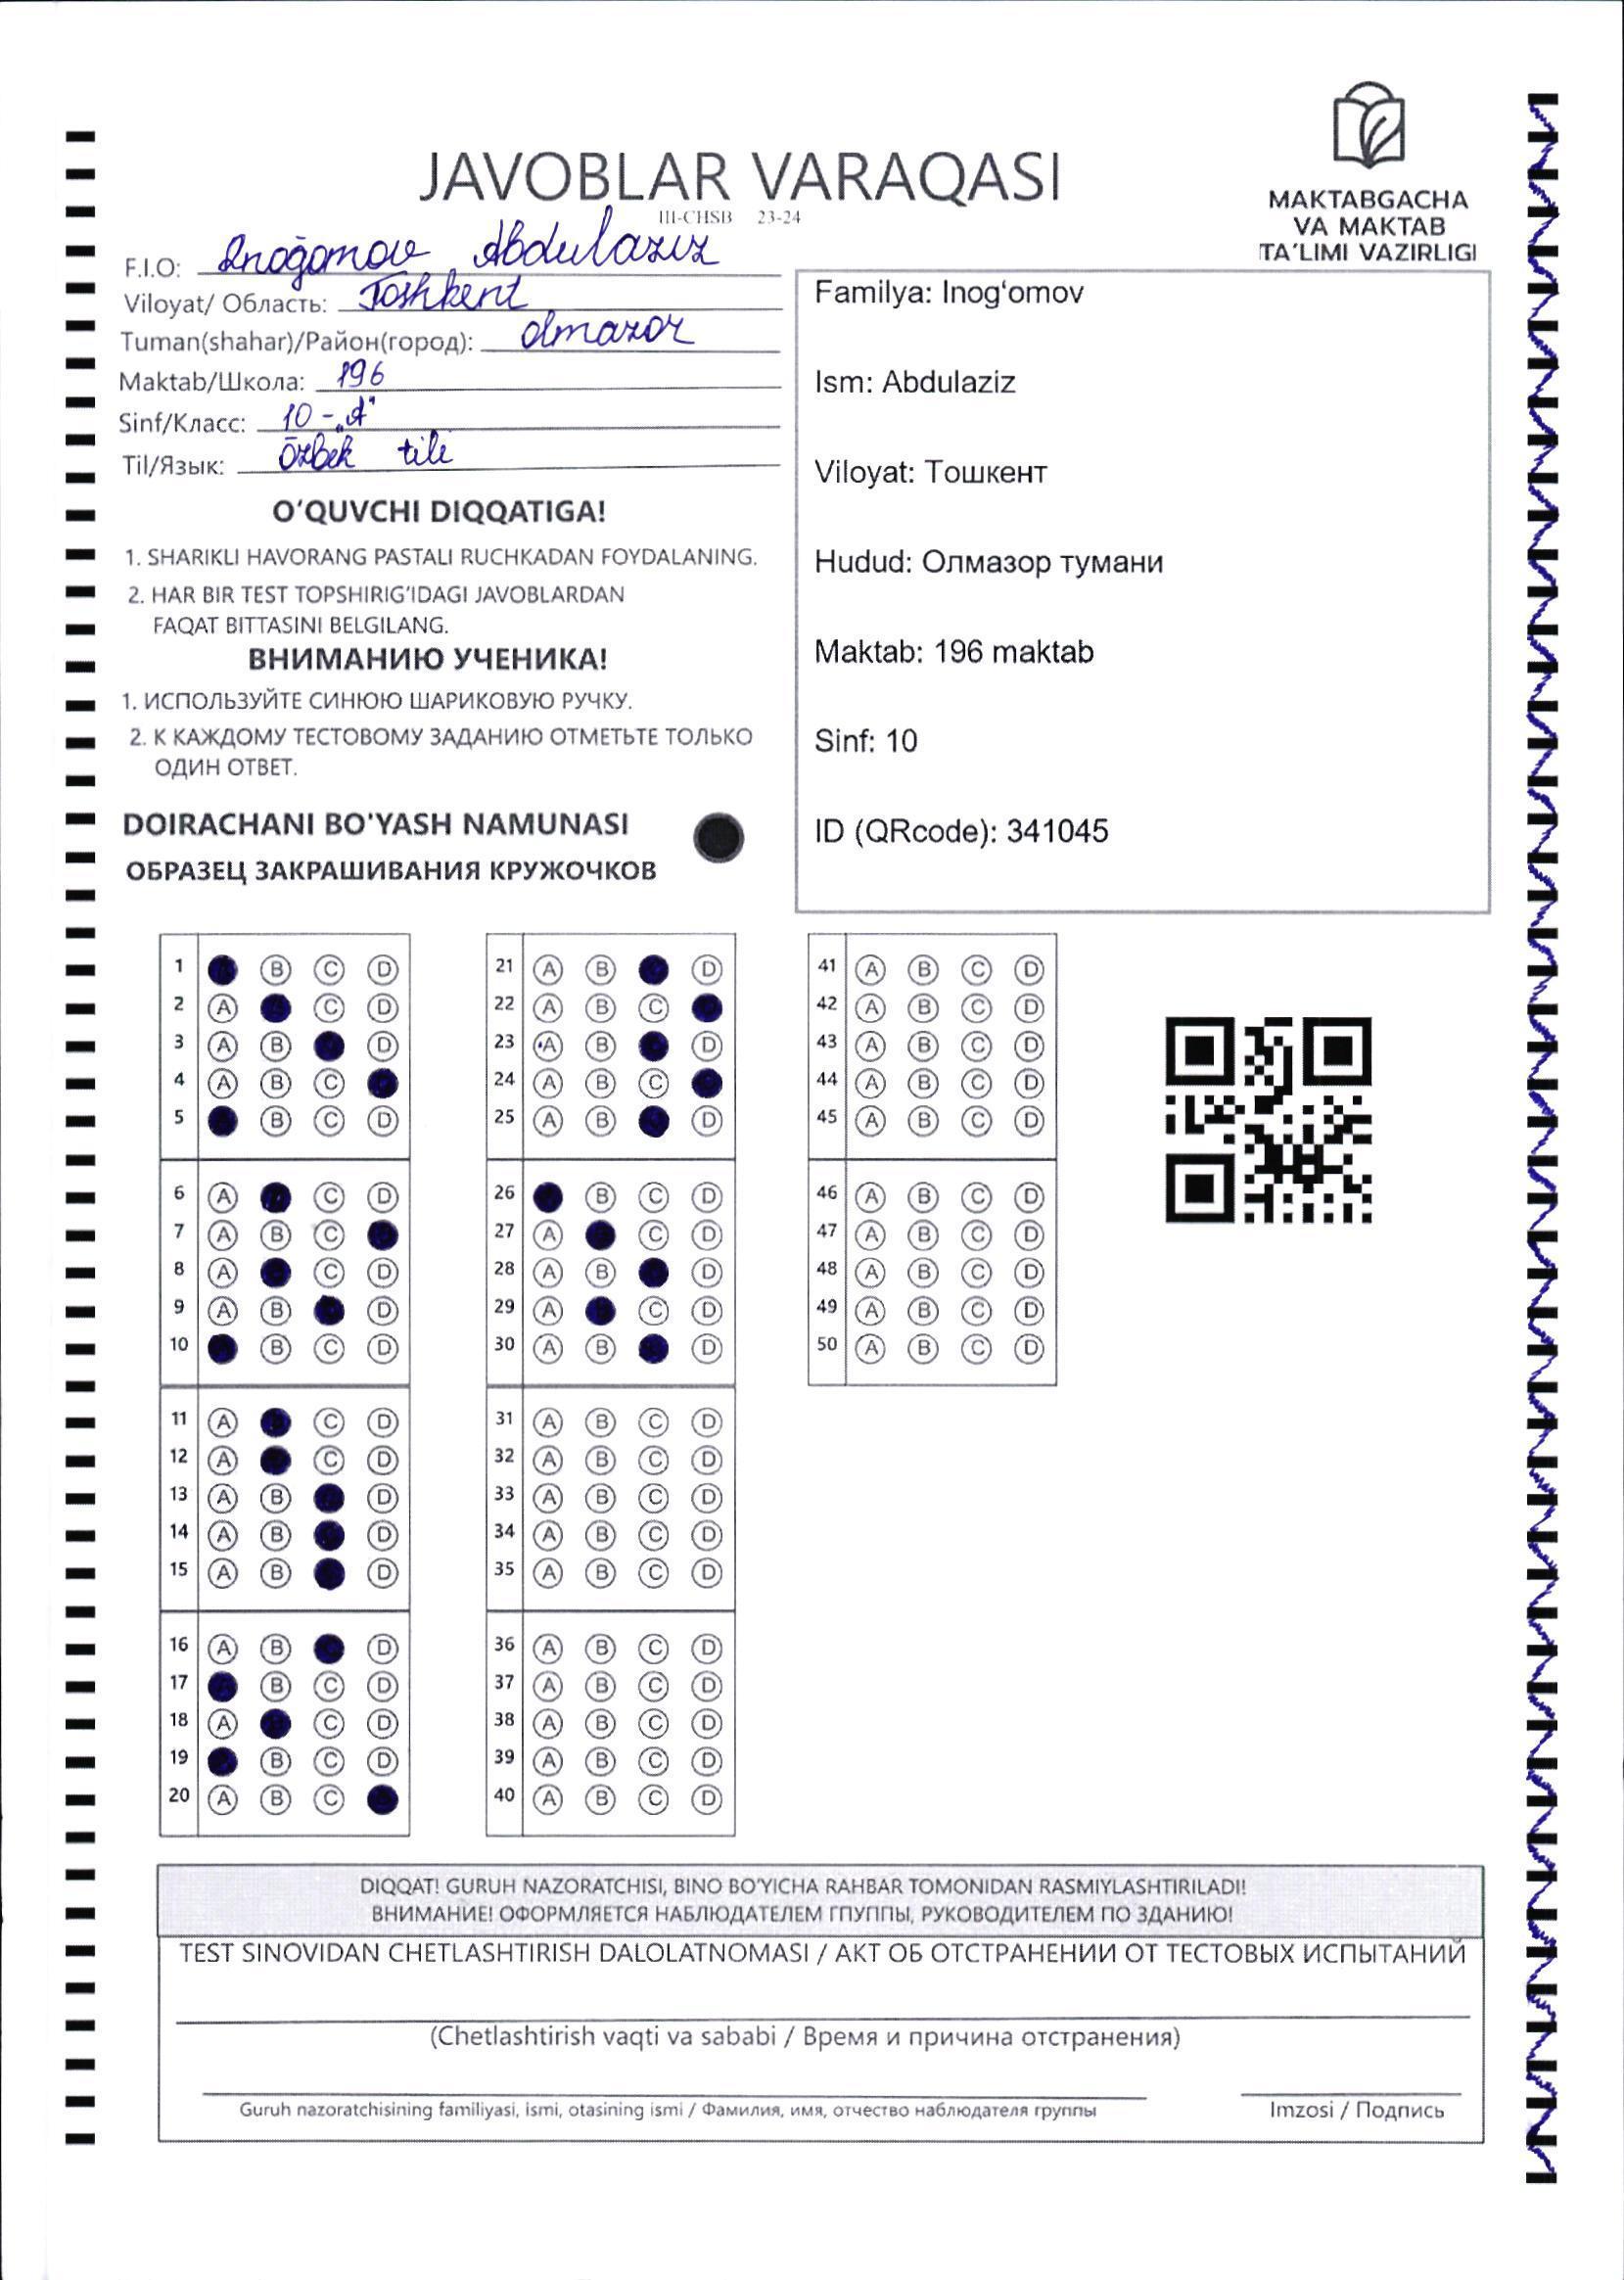 JAVOBLAR VARAQASI
III-CHSB 23-24
MAKTABGACHA
VA MAKTAB
TA'LIMI VAZIRLIGI
F.I.O: Inoğomov Abdulaziz
Viloyat/ Область: Toshkent
Tuman(shahar)/Район(город): Olmazor
Maktab/Школа: 196
Sinf/Класс: 10-„A"
Til/Язык: Ōzbek tili
Familya: Inog‘omov
Ism: Abdulaziz
Viloyat: Тошкент
Hudud: Олмазор тумани
Maktab: 196 maktab
Sinf: 10
ID (QRcode): 341045
O‘QUVCHI DIQQATIGA!
1. SHARIKLI HAVORANG PASTALI RUCHKADAN FOYDALANING.
2. HAR BIR TEST TOPSHIRIG'IDAGI JAVOBLARDAN
FAQAT BITTASINI BELGILANG.
ВНИМАНИЮ УЧЕНИКА!
1. ИСПОЛЬЗУЙТЕ СИНЮЮ ШАРИКОВУЮ РУЧКУ.
2. К КАЖДОМУ ТЕСТОВОМУ ЗАДАНИЮ ОТМЕТЬТЕ ТОЛЬКО
ОДИН ОТВЕТ.
DOIRACHANI BO'YASH NAMUNASI
ОБРАЗЕЦ ЗАКРАШИВАНИЯ КРУЖОЧКОВ
1 B C D
2 A C D
3 A B D
4 A B C
5 B C D
6 A C D
7 A B C
8 A C D
9 A B D
10 B C D
11 A C D
12 A C D
13 A B D
14 A B D
15 A B D
16 A B D
17 B C D
18 A C D
19 B C D
20 A B C
21 A B D
22 A B C
23 A B D
24 A B C
25 A B D
26 B C D
27 A C D
28 A B D
29 A C D
30 A B D
31 A B C D
32 A B C D
33 A B C D
34 A B C D
35 A B C D
36 A B C D
37 A B C D
38 A B C D
39 A B C D
40 A B C D
41 A B C D
42 A B C D
43 A B C D
44 A B C D
45 A B C D
46 A B C D
47 A B C D
48 A B C D
49 A B C D
50 A B C D
DIQQAT! GURUH NAZORATCHISI, BINO BO'YICHA RAHBAR TOMONIDAN RASMIYLASHTIRILADI!
ВНИМАНИЕ! ОФОРМЛЯЕТСЯ НАБЛЮДАТЕЛЕМ ГПУППЫ, РУКОВОДИТЕЛЕМ ПО ЗДАНИЮ!
TEST SINOVIDAN CHETLASHTIRISH DALOLATNOMASI / АКТ ОБ ОТСТРАНЕНИИ ОТ ТЕСТОВЫХ ИСПЫТАНИЙ
(Chetlashtirish vaqti va sababi / Время и причина отстранения)
Guruh nazoratchisining familiyasi, ismi, otasining ismi / Фамилия, имя, отчество наблюдателя группы
Imzosi / Подпись